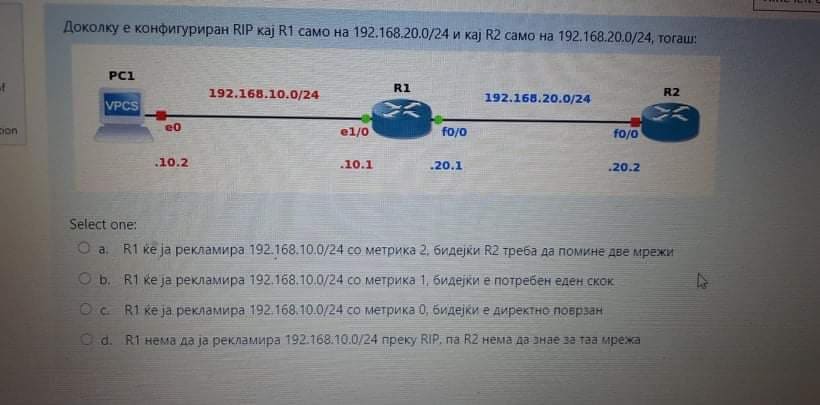 Доколку е конфигуриран RIP кај R1 само на 192.168.20.0/24 и кај R2 само на 192.168.20.0/24, тогаш:
PC1
R1
R2
192.168.10.0/24
192.168.20.0/24
VPCS
e0
e1/0
f0/0
f0/0
.10.2
.10.1
.20.1
.20.2
Select one:
a. R1 ќе ја рекламира 192.168.10.0/24 со метрика 2, бидејќи R2 треба да помине две мрежи
b. R1 ќе ја рекламира 192.168.10.0/24 со метрика 1, бидејќи е потребен еден скок
c. R1 ќе ја рекламира 192.168.10.0/24 со метрика 0, бидејќи е директно поврзан
d. R1 нема да ја рекламира 192.168.10.0/24 преку RIP, па R2 нема да знае за таа мрежа